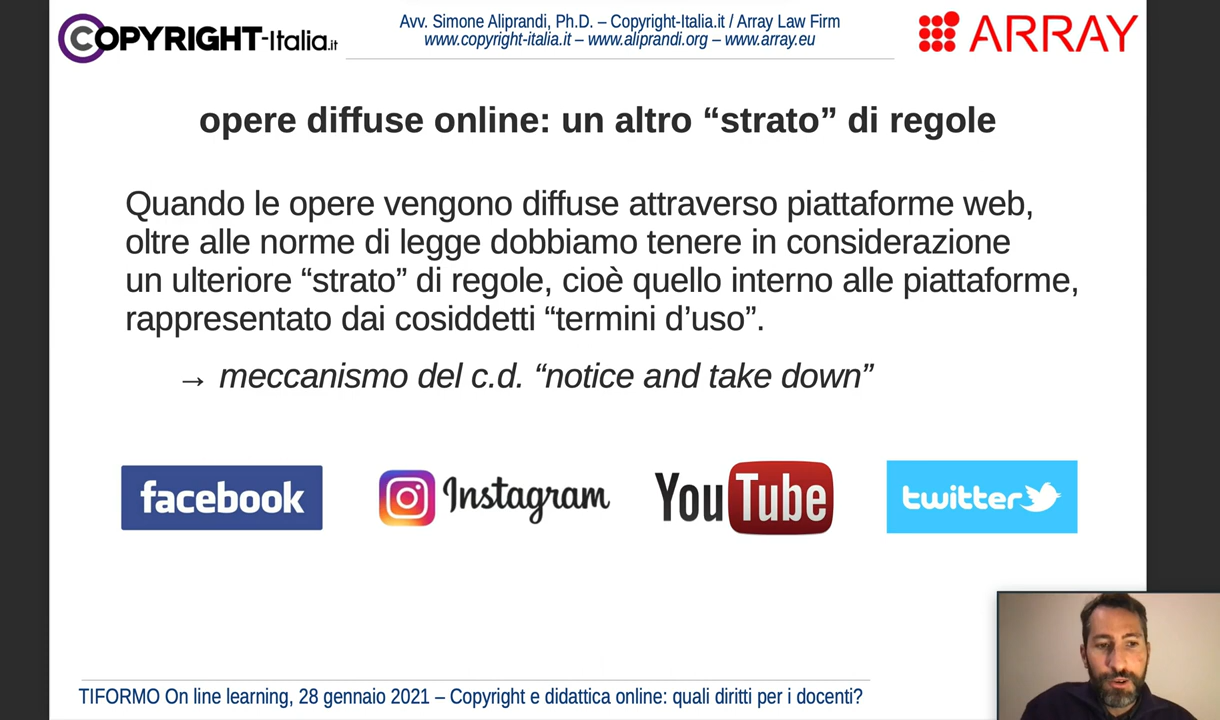 COPYRIGHT-Italia.it
Avv. Simone Aliprandi, Ph.D. – Copyright-Italia.it / Array Law Firm
www.copyright-italia.it – www.aliprandi.org – www.array.eu
ARRAY
opere diffuse online: un altro “strato” di regole
Quando le opere vengono diffuse attraverso piattaforme web,
oltre alle norme di legge dobbiamo tenere in considerazione
un ulteriore “strato” di regole, cioè quello interno alle piattaforme,
rappresentato dai cosiddetti “termini d’uso”.
→ meccanismo del c.d. “notice and take down”
facebook
Instagram
YouTube
twitter
TIFORMO On line learning, 28 gennaio 2021 – Copyright e didattica online: quali diritti per i docenti?